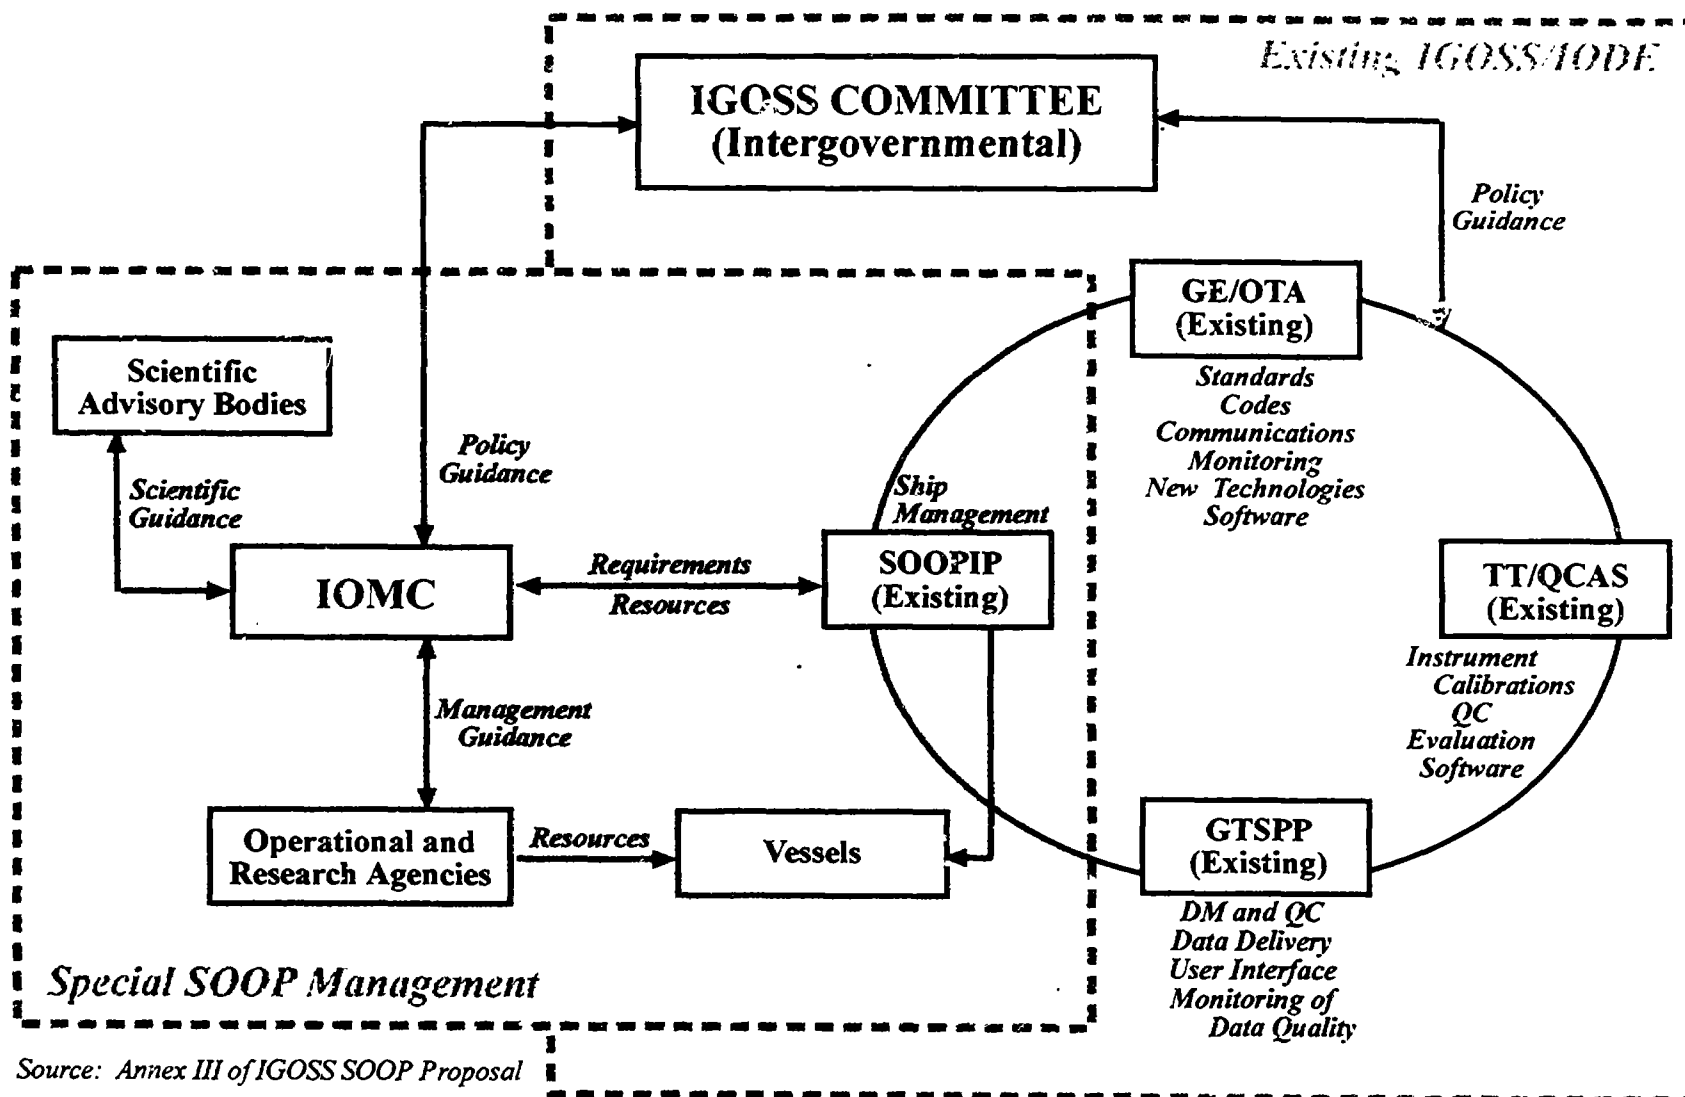 Existing IGOSS/IODE
IGOSS COMMITTEE
(Intergovernmental)
Policy
Guidance
GE/OTA
(Existing)
Standards
Codes
Communications
Monitoring
New Technologies
Software
Scientific
Advisory Bodies
Policy
Guidance
Scientific
Guidance
Ship
Management
IOMC
Requirements
Resources
SOOPIP
(Existing)
TT/QCAS
(Existing)
Instrument
Calibrations
QC
Evaluation
Software
Management
Guidance
Operational and
Research Agencies
Resources
Vessels
GTSPP
(Existing)
DM and QC
Data Delivery
User Interface
Monitoring of
Data Quality
Special SOOP Management
Source: Annex III of IGOSS SOOP Proposal